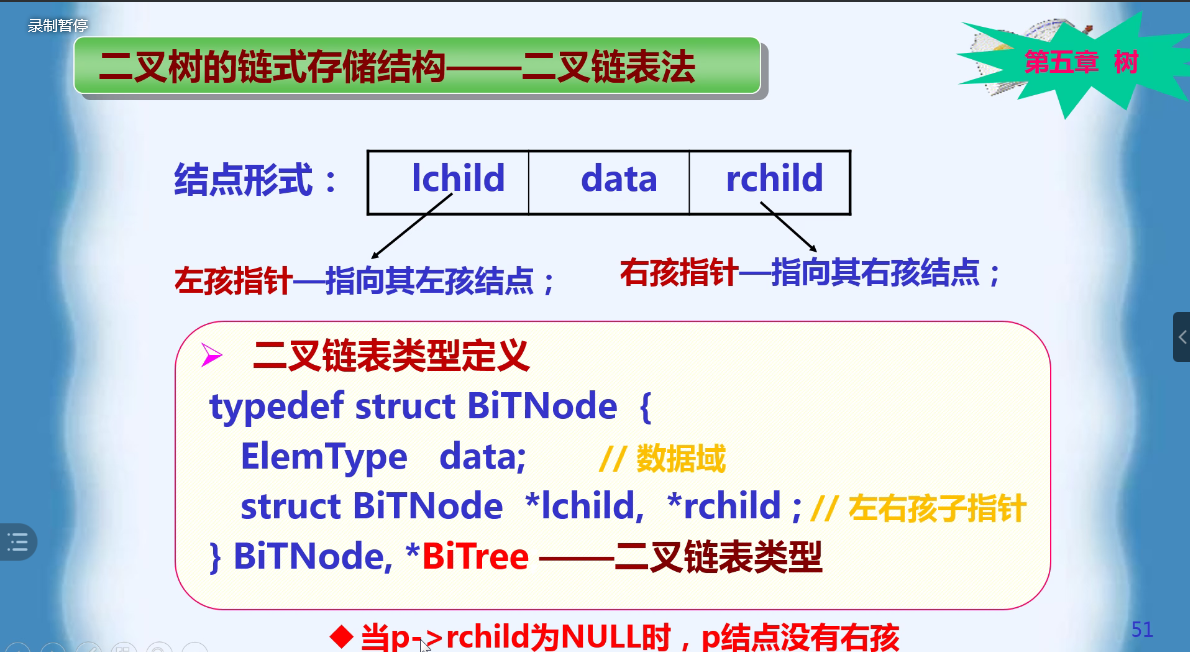 录制暂停
二叉树的链式存储结构——二叉链表法
第五章 树
结点形式：
lchild data rchild
左孩指针—指向其左孩结点；
右孩指针—指向其右孩结点；
➢ 二叉链表类型定义
typedef struct BiTNode {
ElemType data; // 数据域
struct BiTNode *lchild, *rchild ; // 左右孩子指针
} BiTNode, *BiTree ——二叉链表类型
51
◆ 当p->rchild为NULL时，p结点没有右孩